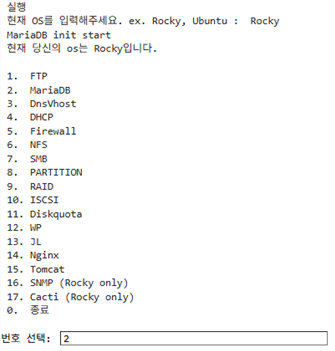 실행
현재 OS를 입력해주세요. ex. Rocky, Ubuntu :  Rocky
MariaDB init start
현재 당신의 os는 Rocky입니다.
1.  FTP
2.  MariaDB
3.  DnsVhost
4.  DHCP
5.  Firewall
6.  NFS
7.  SMB
8.  PARTITION
9.  RAID
10. ISCSI
11. Diskquota
12. WP
13. JL
14. Nginx
15. Tomcat
16. SNMP (Rocky only)
17. Cacti (Rocky only)
0.  종료
번호 선택: 2